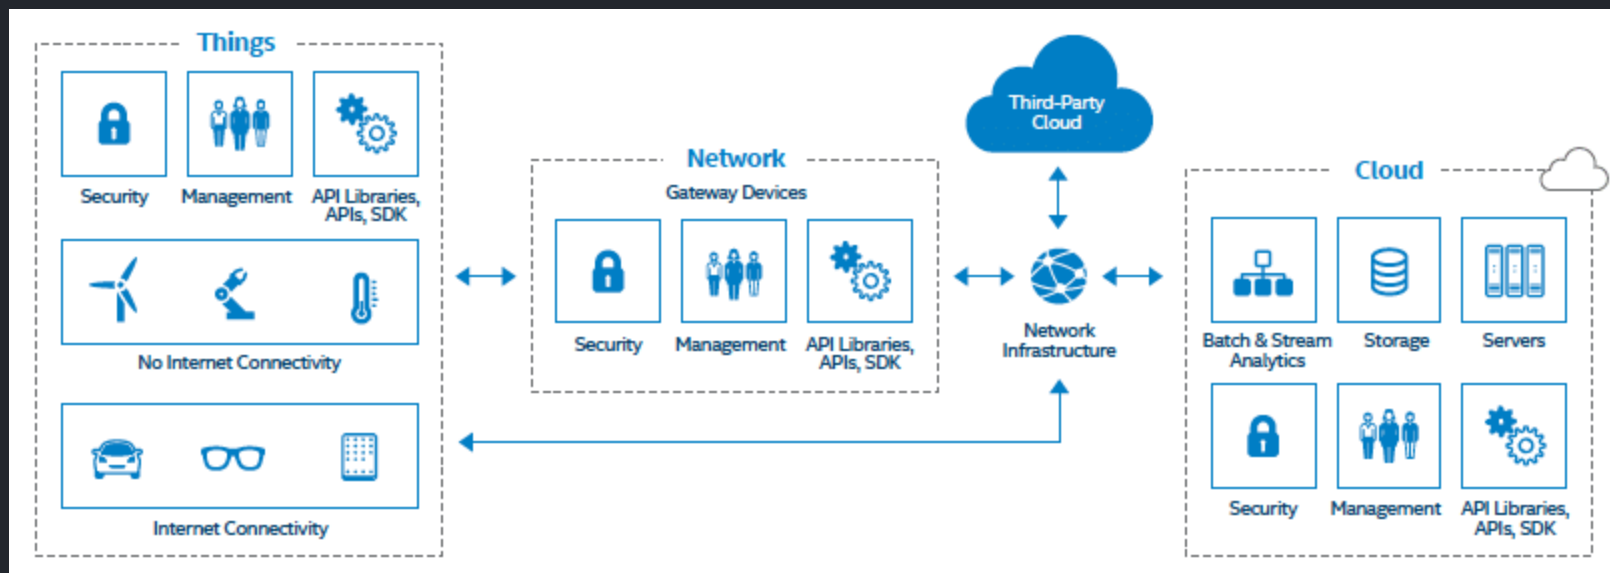 Things
Security
Management
API Libraries,
APIs, SDK
No Internet Connectivity
Internet Connectivity
Network
Gateway Devices
Security
Management
API Libraries,
APIs, SDK
Third-Party
Cloud
Network
Infrastructure
Cloud
Batch & Stream
Analytics
Storage
Servers
Security
Management
API Libraries,
APIs, SDK